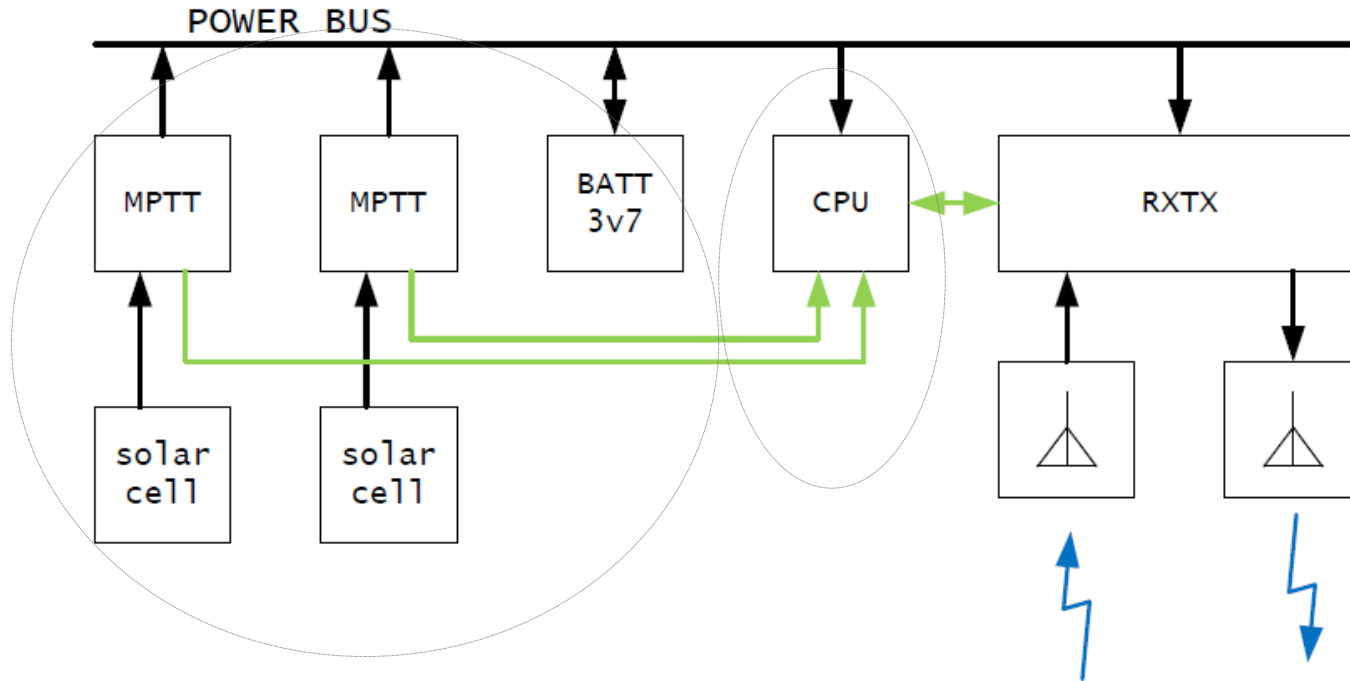 POWER BUS
MPTT
MPTT
BATT
3v7
CPU
RXTX
solar
cell
solar
cell